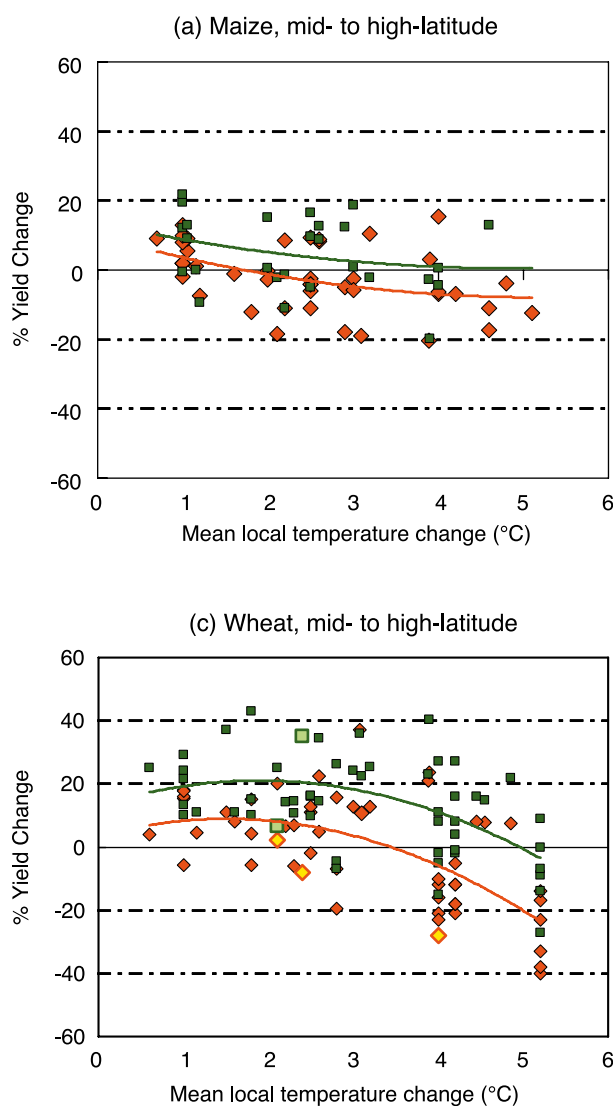 (a) Maize, mid- to high-latitude
60
40
20
0
-20
-40
-60
% Yield Change
0 1 2 3 4 5 6
Mean local temperature change (°C)
(c) Wheat, mid- to high-latitude
60
40
20
0
-20
-40
-60
% Yield Change
0 1 2 3 4 5 6
Mean local temperature change (°C)